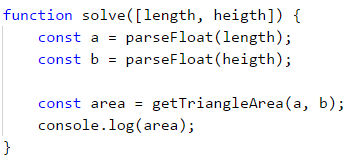 function solve([length, heigth]) {
    const a = parseFloat(length);
    const b = parseFloat(heigth);

    const area = getTriangleArea(a, b);
    console.log(area);
}